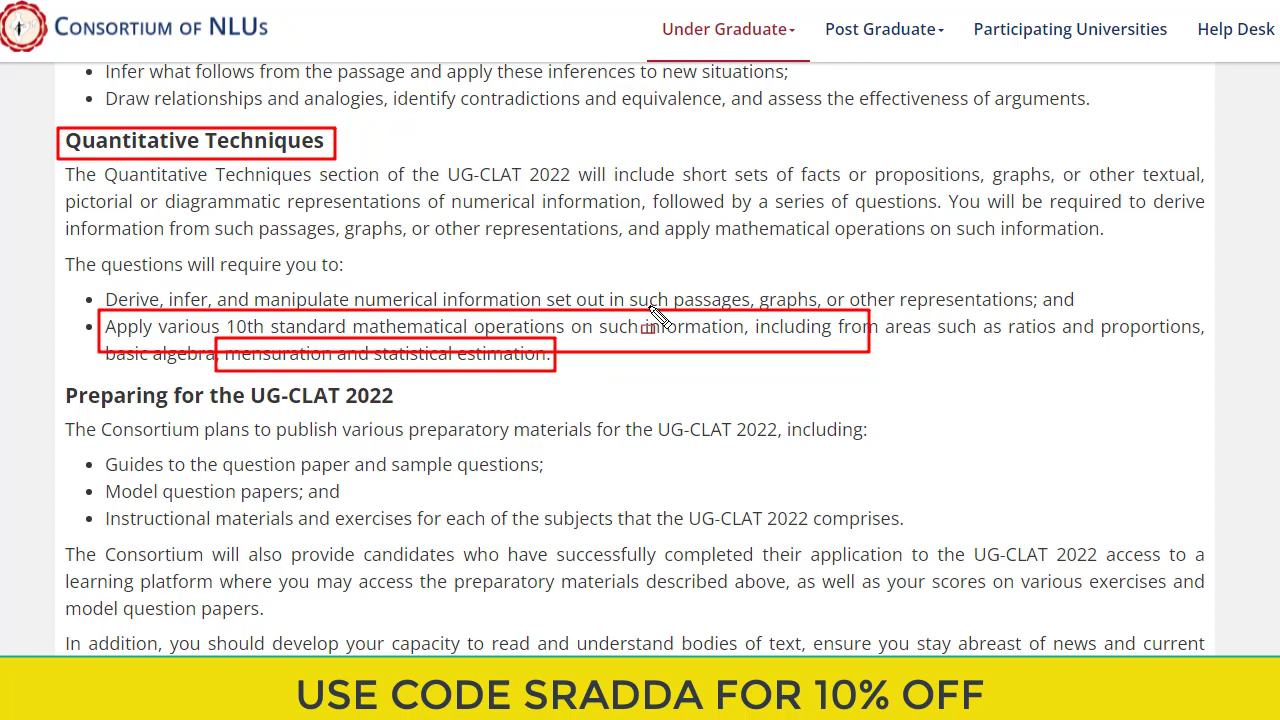 CONSORTIUM OF NLUS
Under Graduate Post Graduate Participating Universities Help Desk
Infer what follows from the passage and apply these inferences to new situations;
Draw relationships and analogies, identify contradictions and equivalence, and assess the effectiveness of arguments.
Quantitative Techniques
The Quantitative Techniques section of the UG-CLAT 2022 will include short sets of facts or propositions, graphs, or other textual,
pictorial or diagrammatic representations of numerical information, followed by a series of questions. You will be required to derive
information from such passages, graphs, or other representations, and apply mathematical operations on such information.
The questions will require you to:
Derive, infer, and manipulate numerical information set out in such passages, graphs, or other representations; and
Apply various 10th standard mathematical operations on such information, including from areas such as ratios and proportions,
basic algebra, mensuration and statistical estimation.
Preparing for the UG-CLAT 2022
The Consortium plans to publish various preparatory materials for the UG-CLAT 2022, including:
Guides to the question paper and sample questions;
Model question papers; and
Instructional materials and exercises for each of the subjects that the UG-CLAT 2022 comprises.
The Consortium will also provide candidates who have successfully completed their application to the UG-CLAT 2022 access to a
learning platform where you may access the preparatory materials described above, as well as your scores on various exercises and
model question papers.
In addition, you should develop your capacity to read and understand bodies of text, ensure you stay abreast of news and current
USE CODE SRADDA FOR 10% OFF